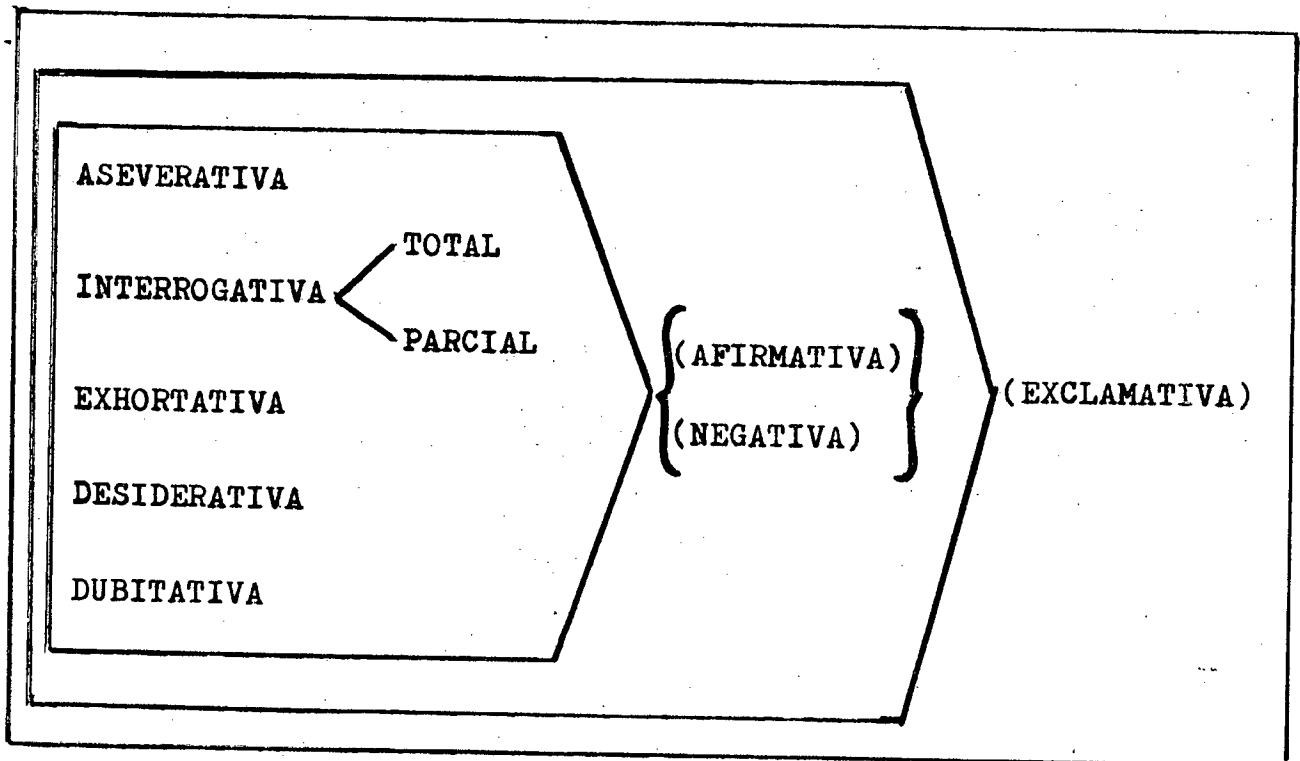 ASEVERATIVA
TOTAL
INTERROGATIVA
PARCIAL
(AFIRMATIVA)
(EXCLAMATIVA)
EXHORTATIVA
(NEGATIVA)
DESIDERATIVA
DUBITATIVA